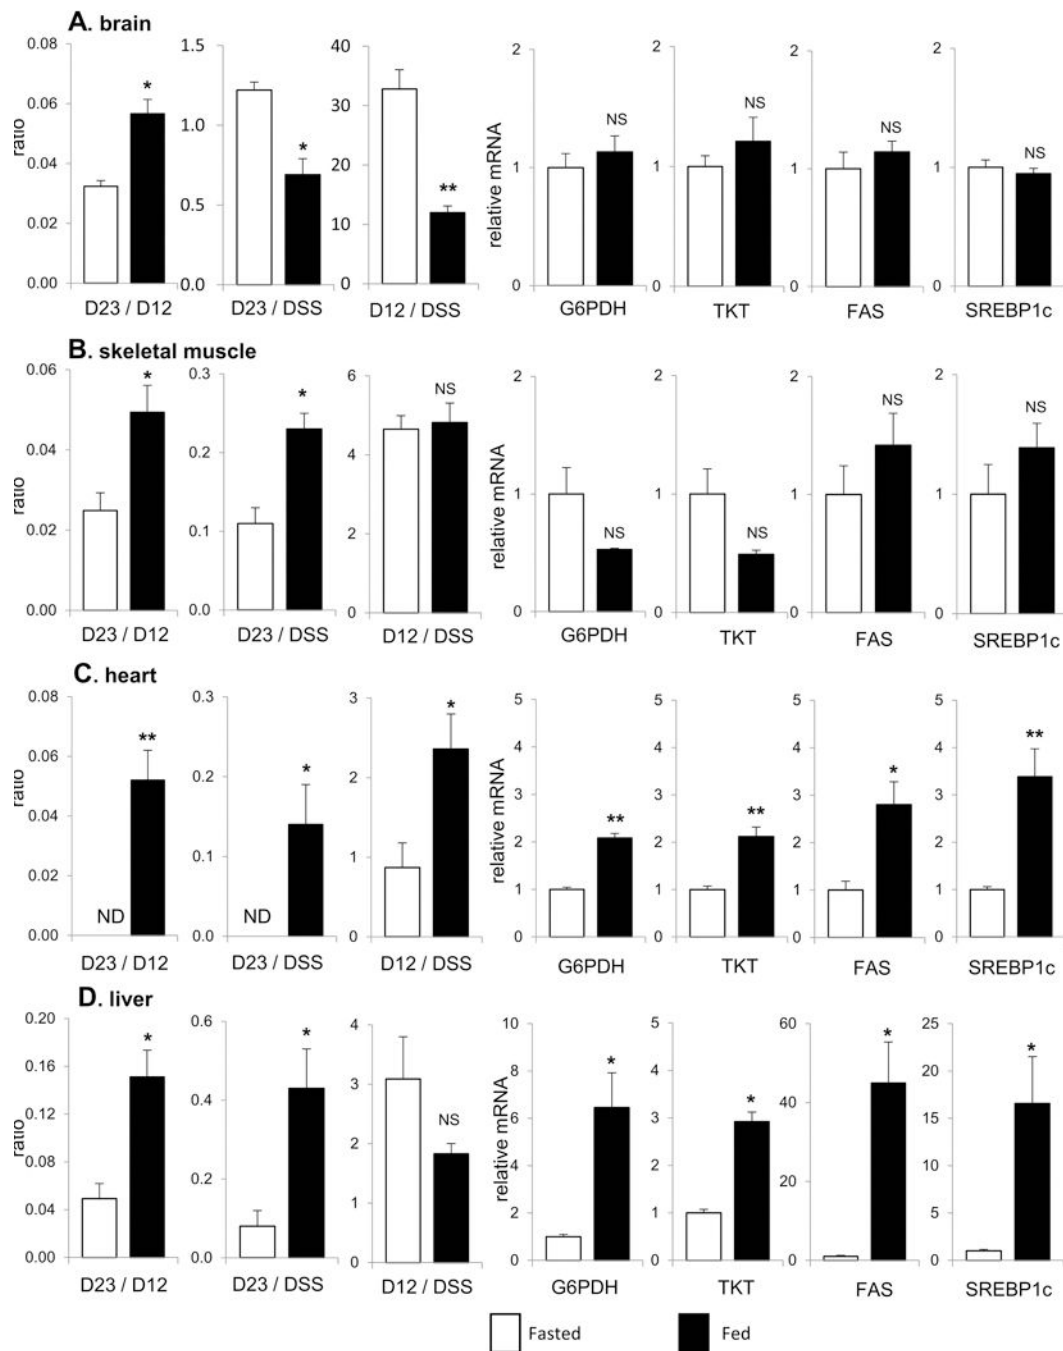 A. brain
ratio
0.08
0.06
0.04
0.02
0.00
*
D23 / D12
1.5
1.0
0.5
0.0
*
D23 / DSS
40
30
20
10
0
**
D12 / DSS
relative mRNA
2
1
0
NS
G6PDH
2
1
0
NS
TKT
2
1
0
NS
FAS
2
1
0
NS
SREBP1c
B. skeletal muscle
ratio
0.06
0.04
0.02
0.00
*
D23 / D12
0.3
0.2
0.1
0.0
*
D23 / DSS
6
4
2
0
NS
D12 / DSS
relative mRNA
2
1
0
NS
G6PDH
2
1
0
NS
TKT
2
1
0
NS
FAS
2
1
0
NS
SREBP1c
C. heart
ratio
0.08
0.06
0.04
0.02
0.00
ND
**
D23 / D12
0.3
0.2
0.1
0.0
ND
*
D23 / DSS
3
2
1
0
*
D12 / DSS
relative mRNA
5
4
3
2
1
0
**
G6PDH
5
4
3
2
1
0
**
TKT
5
4
3
2
1
0
*
FAS
5
4
3
2
1
0
**
SREBP1c
D. liver
ratio
0.20
0.16
0.12
0.08
0.04
0.00
*
D23 / D12
0.6
0.4
0.2
0.0
*
D23 / DSS
4
3
2
1
0
NS
D12 / DSS
relative mRNA
10
8
6
4
2
0
*
G6PDH
5
4
3
2
1
0
*
TKT
60
40
20
0
*
FAS
25
20
15
10
5
0
*
SREBP1c
Fasted
Fed